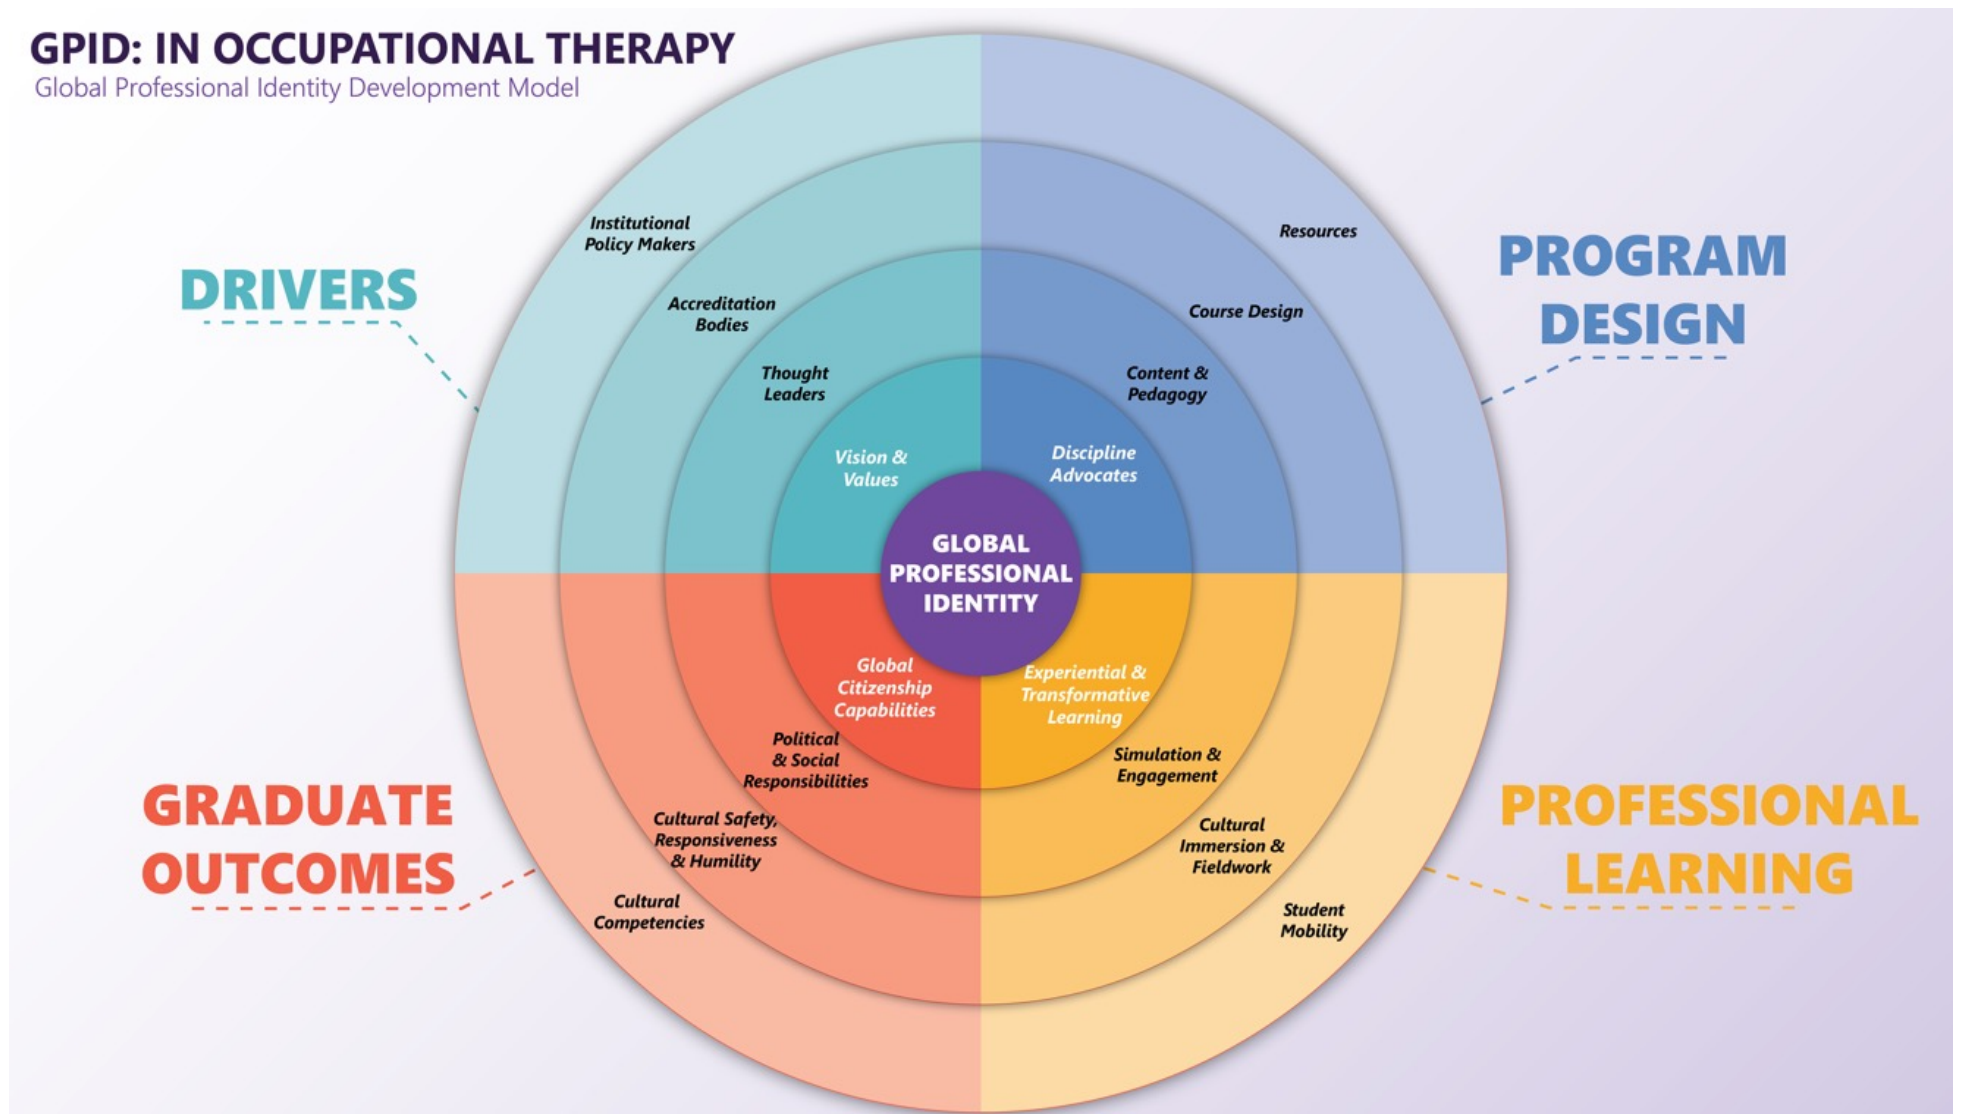 GPID: IN OCCUPATIONAL THERAPY
Global Professional Identity Development Model
DRIVERS
Institutional
Policy Makers
Accreditation
Bodies
Thought
Leaders
Vision &
Values
PROGRAM
DESIGN
Resources
Course Design
Content &
Pedagogy
Discipline
Advocates
GLOBAL
PROFESSIONAL
IDENTITY
GRADUATE
OUTCOMES
Global
Citizenship
Capabilities
Political
& Social
Responsibilities
Cultural Safety,
Responsiveness
& Humility
Cultural
Competencies
PROFESSIONAL
LEARNING
Experiential &
Transformative
Learning
Simulation &
Engagement
Cultural
Immersion &
Fieldwork
Student
Mobility